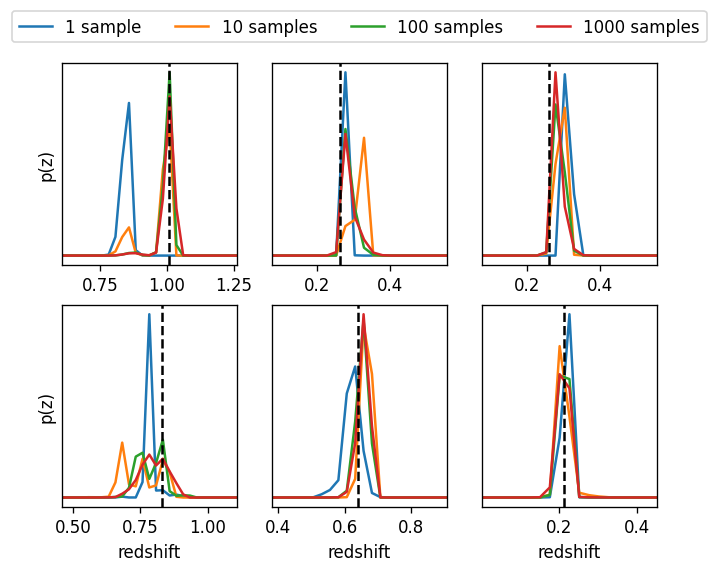 1 sample 10 samples 100 samples 1000 samples
p(z)
0.75 1.00 1.25 0.2 0.4 0.2 0.4
p(z)
0.50 0.75 1.00 0.4 0.6 0.8 0.2 0.4
redshift redshift redshift